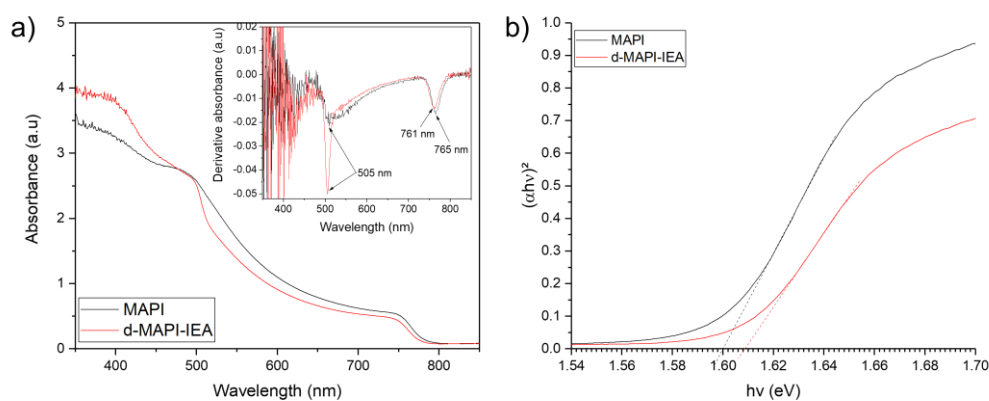 a)
5
4
3
2
1
0
400
500
600
700
800
Absorbance (a.u)
Wavelength (nm)
MAPI
d-MAPI-IEA
0.02
0.01
0.00
-0.01
-0.02
-0.03
-0.04
-0.05
400
500
600
700
800
Derivative absorbance (a.u)
Wavelength (nm)
761 nm
765 nm
505 nm
b)
MAPI
d-MAPI-IEA
1.0
0.9
0.8
0.7
0.6
0.5
0.4
0.3
0.2
0.1
0.0
1.54
1.56
1.58
1.60
1.62
1.64
1.66
1.68
1.70
(αhν)²
hν (eV)